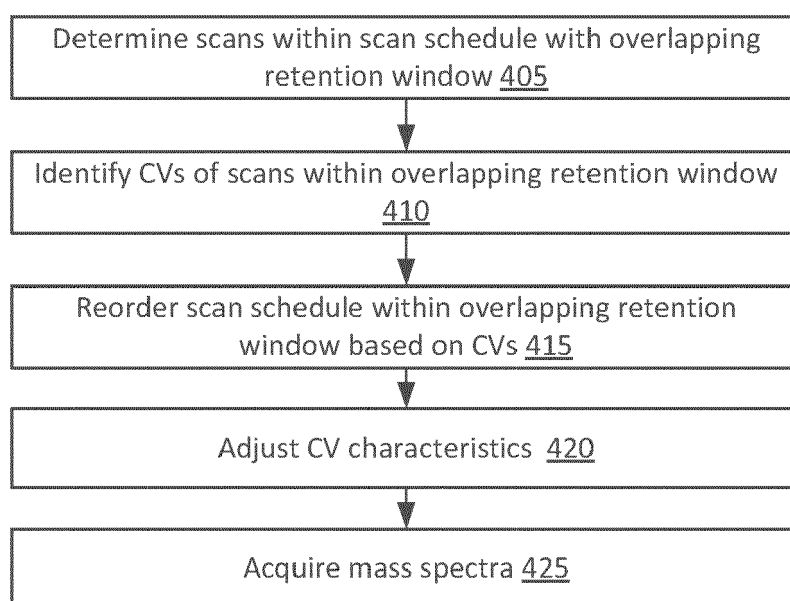 Determine scans within scan schedule with overlapping
retention window 405
Identify CVs of scans within overlapping retention window
410
Reorder scan schedule within overlapping retention
window based on CVs 415
Adjust CV characteristics 420
Acquire mass spectra 425